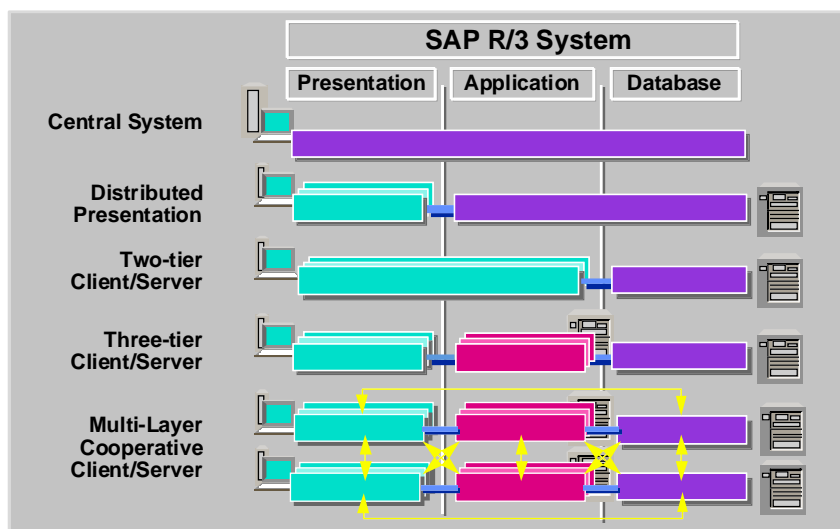 SAP R/3 System
Presentation
Application
Database
Central System
Distributed
Presentation
Two-tier
Client/Server
Three-tier
Client/Server
Multi-Layer
Cooperative
Client/Server